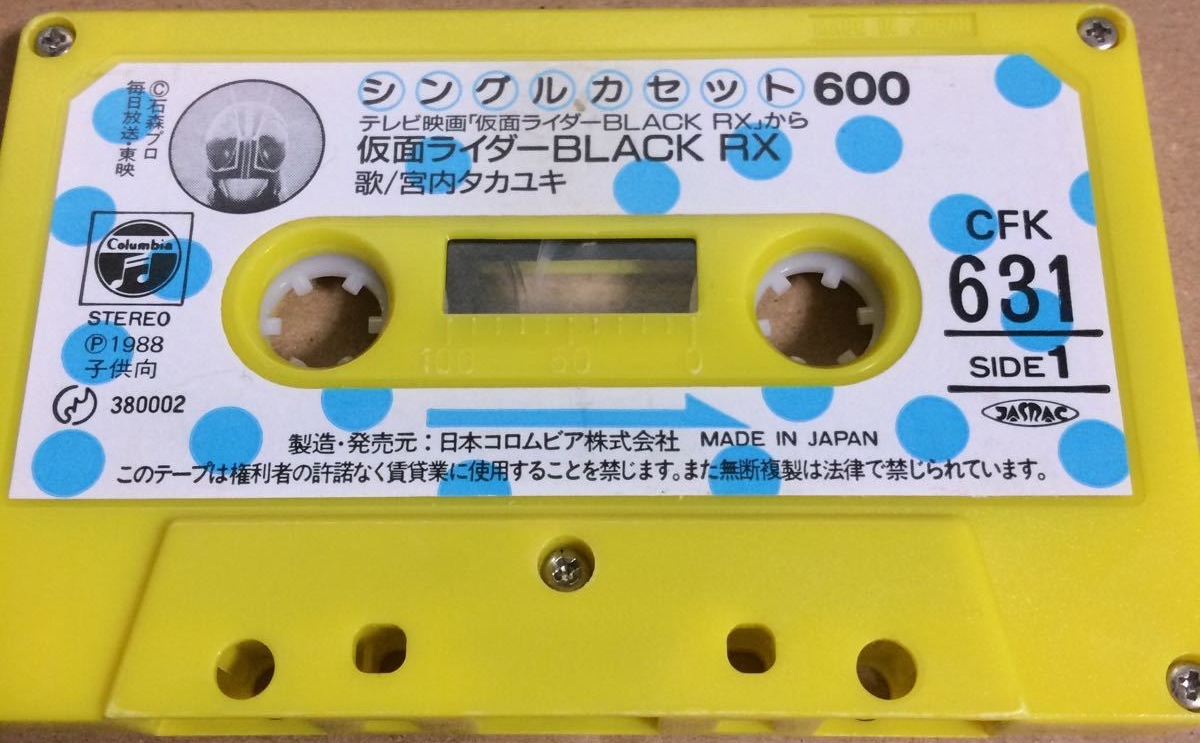 シングルカセット600
テレビ映画「仮面ライダーBLACK RX」から
仮面ライダーBLACK RX
歌/宮内タカユキ
©石森プロ
毎日放送・東映
Columbia
STEREO
Ⓟ1988
子供向
380002
CFK
631
SIDE 1
JASRAC
100 50 0
製造・発売元：日本コロムビア株式会社 MADE IN JAPAN
このテープは権利者の許諾なく賃貸業に使用することを禁じます。また無断複製は法律で禁じられています。